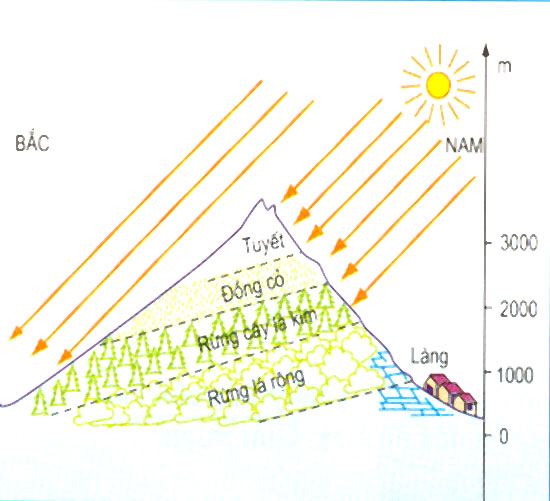 m
BẮC
NAM
3000
Tuyết
Đồng cỏ
2000
Rừng cây lá kim
Làng
1000
Rừng lá rộng
0